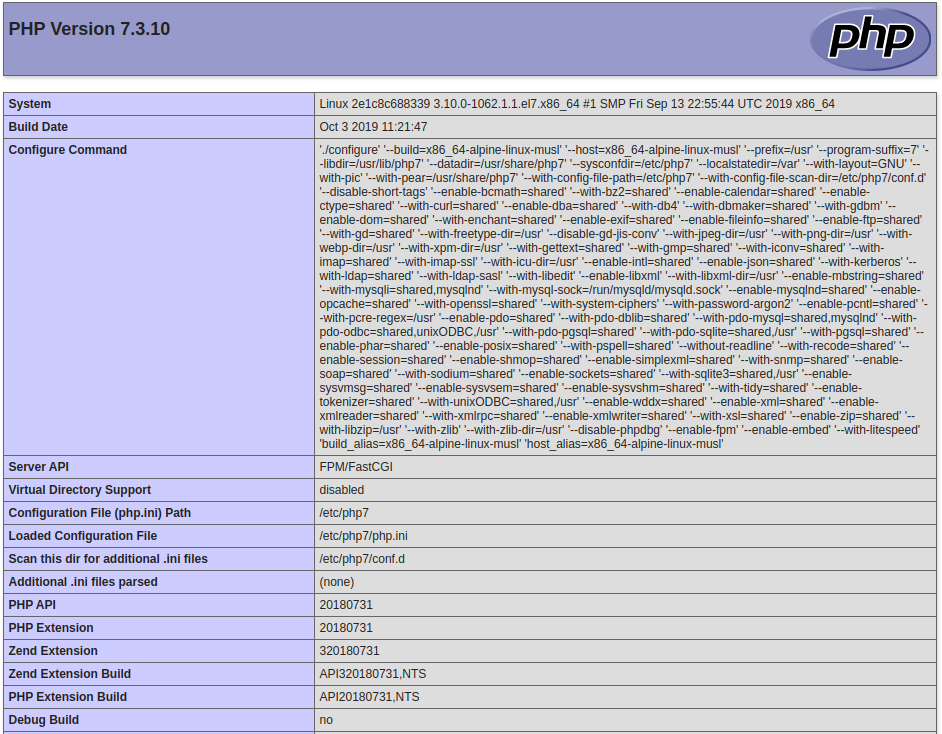 PHP Version 7.3.10
php
System Linux 2e1c8c688339 3.10.0-1062.1.1.el7.x86_64 #1 SMP Fri Sep 13 22:55:44 UTC 2019 x86_64
Build Date Oct 3 2019 11:21:47
Configure Command './configure' '--build=x86_64-alpine-linux-musl' '--host=x86_64-alpine-linux-musl' '--prefix=/usr' '--program-suffix=7' '-
-libdir=/usr/lib/php7' '--datadir=/usr/share/php7' '--sysconfdir=/etc/php7' '--localstatedir=/var' '--with-layout=GNU' '--
with-pic' '--with-pear=/usr/share/php7' '--with-config-file-path=/etc/php7' '--with-config-file-scan-dir=/etc/php7/conf.d'
'--disable-short-tags' '--enable-bcmath=shared' '--with-bz2=shared' '--enable-calendar=shared' '--enable-
ctype=shared' '--with-curl=shared' '--enable-dba=shared' '--with-db4' '--with-dbmaker=shared' '--with-gdbm' '--
enable-dom=shared' '--with-enchant=shared' '--enable-exif=shared' '--enable-fileinfo=shared' '--enable-ftp=shared'
'--with-gd=shared' '--with-freetype-dir=/usr' '--disable-gd-jis-conv' '--with-jpeg-dir=/usr' '--with-png-dir=/usr' '--with-
webp-dir=/usr' '--with-xpm-dir=/usr' '--with-gettext=shared' '--with-gmp=shared' '--with-iconv=shared' '--with-
imap=shared' '--with-imap-ssl' '--with-icu-dir=/usr' '--enable-intl=shared' '--enable-json=shared' '--with-kerberos' '--
with-ldap=shared' '--with-ldap-sasl' '--with-libedit' '--enable-libxml' '--with-libxml-dir=/usr' '--enable-mbstring=shared'
'--with-mysqli=shared,mysqlnd' '--with-mysql-sock=/run/mysqld/mysqld.sock' '--enable-mysqlnd=shared' '--enable-
opcache=shared' '--with-openssl=shared' '--with-system-ciphers' '--with-password-argon2' '--enable-pcntl=shared' '-
-with-pcre-regex=/usr' '--enable-pdo=shared' '--with-pdo-dblib=shared' '--with-pdo-mysql=shared,mysqlnd' '--with-
pdo-odbc=shared,unixODBC,/usr' '--with-pdo-pgsql=shared' '--with-pdo-sqlite=shared,/usr' '--with-pgsql=shared' '--
enable-phar=shared' '--enable-posix=shared' '--with-pspell=shared' '--without-readline' '--with-recode=shared' '--
enable-session=shared' '--enable-shmop=shared' '--enable-simplexml=shared' '--with-snmp=shared' '--enable-
soap=shared' '--with-sodium=shared' '--enable-sockets=shared' '--with-sqlite3=shared,/usr' '--enable-
sysvmsg=shared' '--enable-sysvsem=shared' '--enable-sysvshm=shared' '--with-tidy=shared' '--enable-
tokenizer=shared' '--with-unixODBC=shared,/usr' '--enable-wddx=shared' '--enable-xml=shared' '--enable-
xmlreader=shared' '--with-xmlrpc=shared' '--enable-xmlwriter=shared' '--with-xsl=shared' '--enable-zip=shared' '--
with-libzip=/usr' '--with-zlib' '--with-zlib-dir=/usr' '--disable-phpdbg' '--enable-fpm' '--enable-embed' '--with-litespeed'
'build_alias=x86_64-alpine-linux-musl' 'host_alias=x86_64-alpine-linux-musl'
Server API FPM/FastCGI
Virtual Directory Support disabled
Configuration File (php.ini) Path /etc/php7
Loaded Configuration File /etc/php7/php.ini
Scan this dir for additional .ini files /etc/php7/conf.d
Additional .ini files parsed (none)
PHP API 20180731
PHP Extension 20180731
Zend Extension 320180731
Zend Extension Build API320180731,NTS
PHP Extension Build API20180731,NTS
Debug Build no